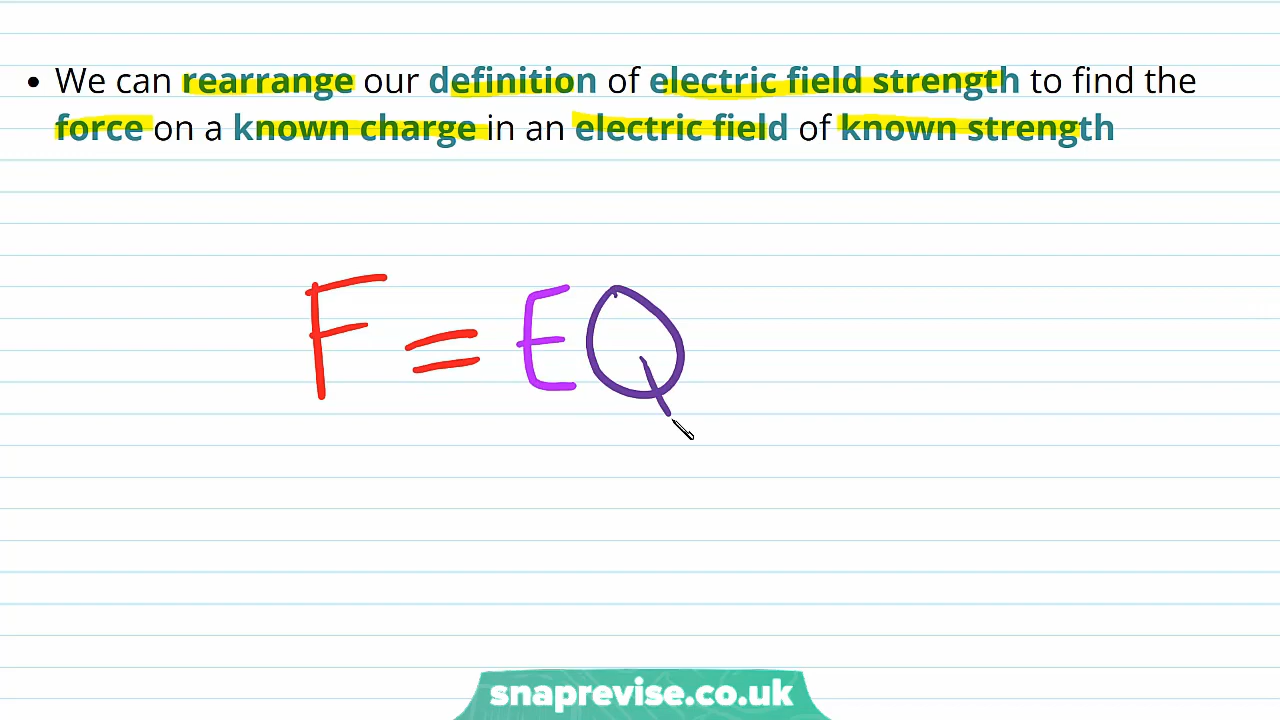 • We can rearrange our definition of electric field strength to find the
force on a known charge in an electric field of known strength
F = EQ
snaprevise.co.uk